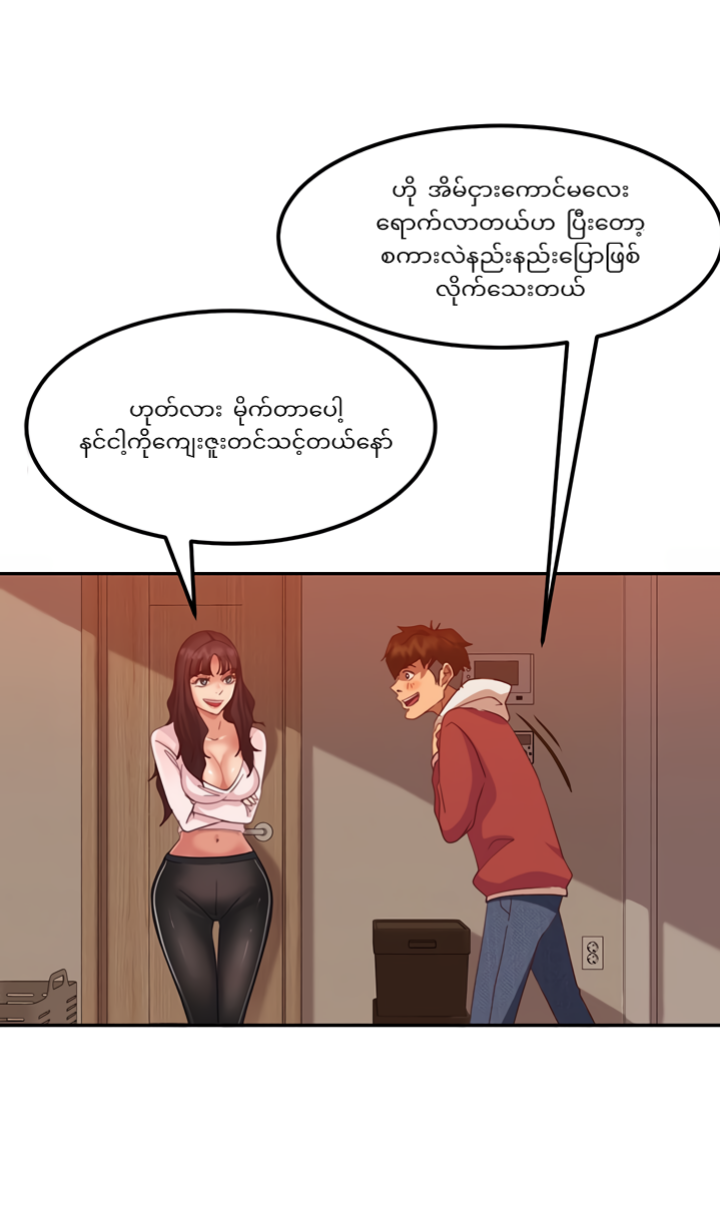 ဟို အိမ်ငှားကောင်မလေး
ရောက်လာတယ်ဟ ပြီးတော့
စကားလဲနည်းနည်းပြောဖြစ်
လိုက်သေးတယ်
ဟုတ်လား မိုက်တာပေါ့
နင်ငါ့ကိုကျေးဇူးတင်သင့်တယ်နော်